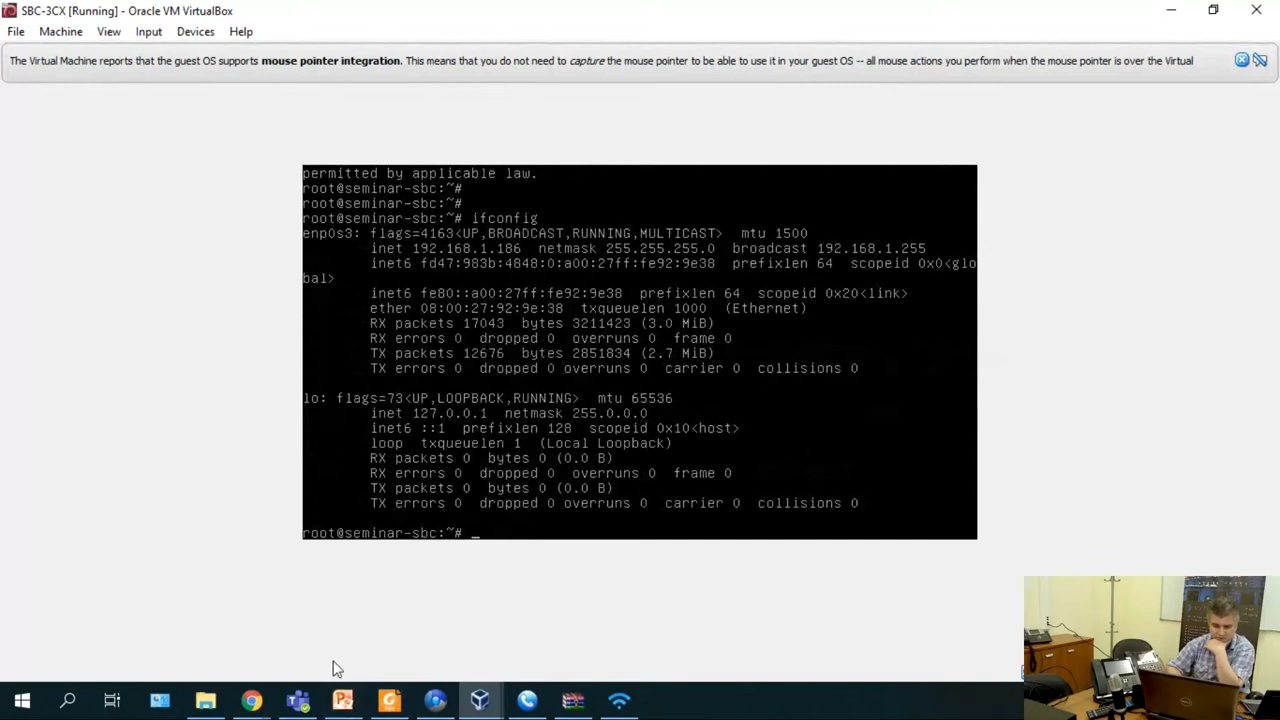 SBC-3CX [Running] - Oracle VM VirtualBox
File Machine View Input Devices Help
The Virtual Machine reports that the guest OS supports mouse pointer integration. This means that you do not need to capture the mouse pointer to be able to use it in your guest OS -- all mouse actions you perform when the mouse pointer is over the Virtual
permitted by applicable law.
root@seminar-sbc:~#
root@seminar-sbc:~#
root@seminar-sbc:~# ifconfig
enp0s3: flags=4163<UP,BROADCAST,RUNNING,MULTICAST> mtu 1500
inet 192.168.1.186 netmask 255.255.255.0 broadcast 192.168.1.255
inet6 fd47:983b:4848:0:a00:27ff:fe92:9e38 prefixlen 64 scopeid 0x0<glo
bal>
inet6 fe80::a00:27ff:fe92:9e38 prefixlen 64 scopeid 0x20<link>
ether 08:00:27:92:9e:38 txqueuelen 1000 (Ethernet)
RX packets 17043 bytes 3211423 (3.0 MiB)
RX errors 0 dropped 0 overruns 0 frame 0
TX packets 12676 bytes 2851834 (2.7 MiB)
TX errors 0 dropped 0 overruns 0 carrier 0 collisions 0
lo: flags=73<UP,LOOPBACK,RUNNING> mtu 65536
inet 127.0.0.1 netmask 255.0.0.0
inet6 ::1 prefixlen 128 scopeid 0x10<host>
loop txqueuelen 1 (Local Loopback)
RX packets 0 bytes 0 (0.0 B)
RX errors 0 dropped 0 overruns 0 frame 0
TX packets 0 bytes 0 (0.0 B)
TX errors 0 dropped 0 overruns 0 carrier 0 collisions 0
root@seminar-sbc:~# _